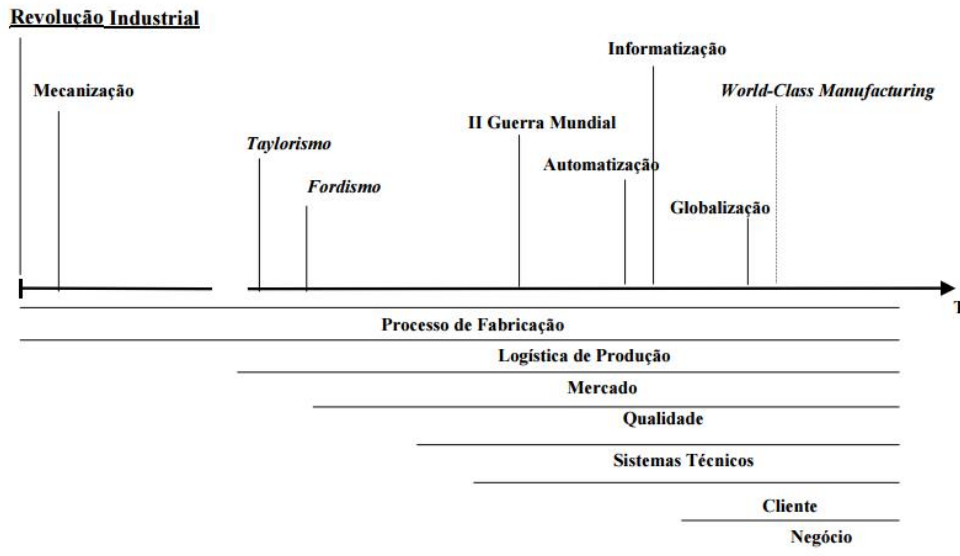 Revolução Industrial
Informatização
Mecanização
World-Class Manufacturing
II Guerra Mundial
Taylorismo
Automatização
Fordismo
Globalização
T
Processo de Fabricação
Logística de Produção
Mercado
Qualidade
Sistemas Técnicos
Cliente
Negócio